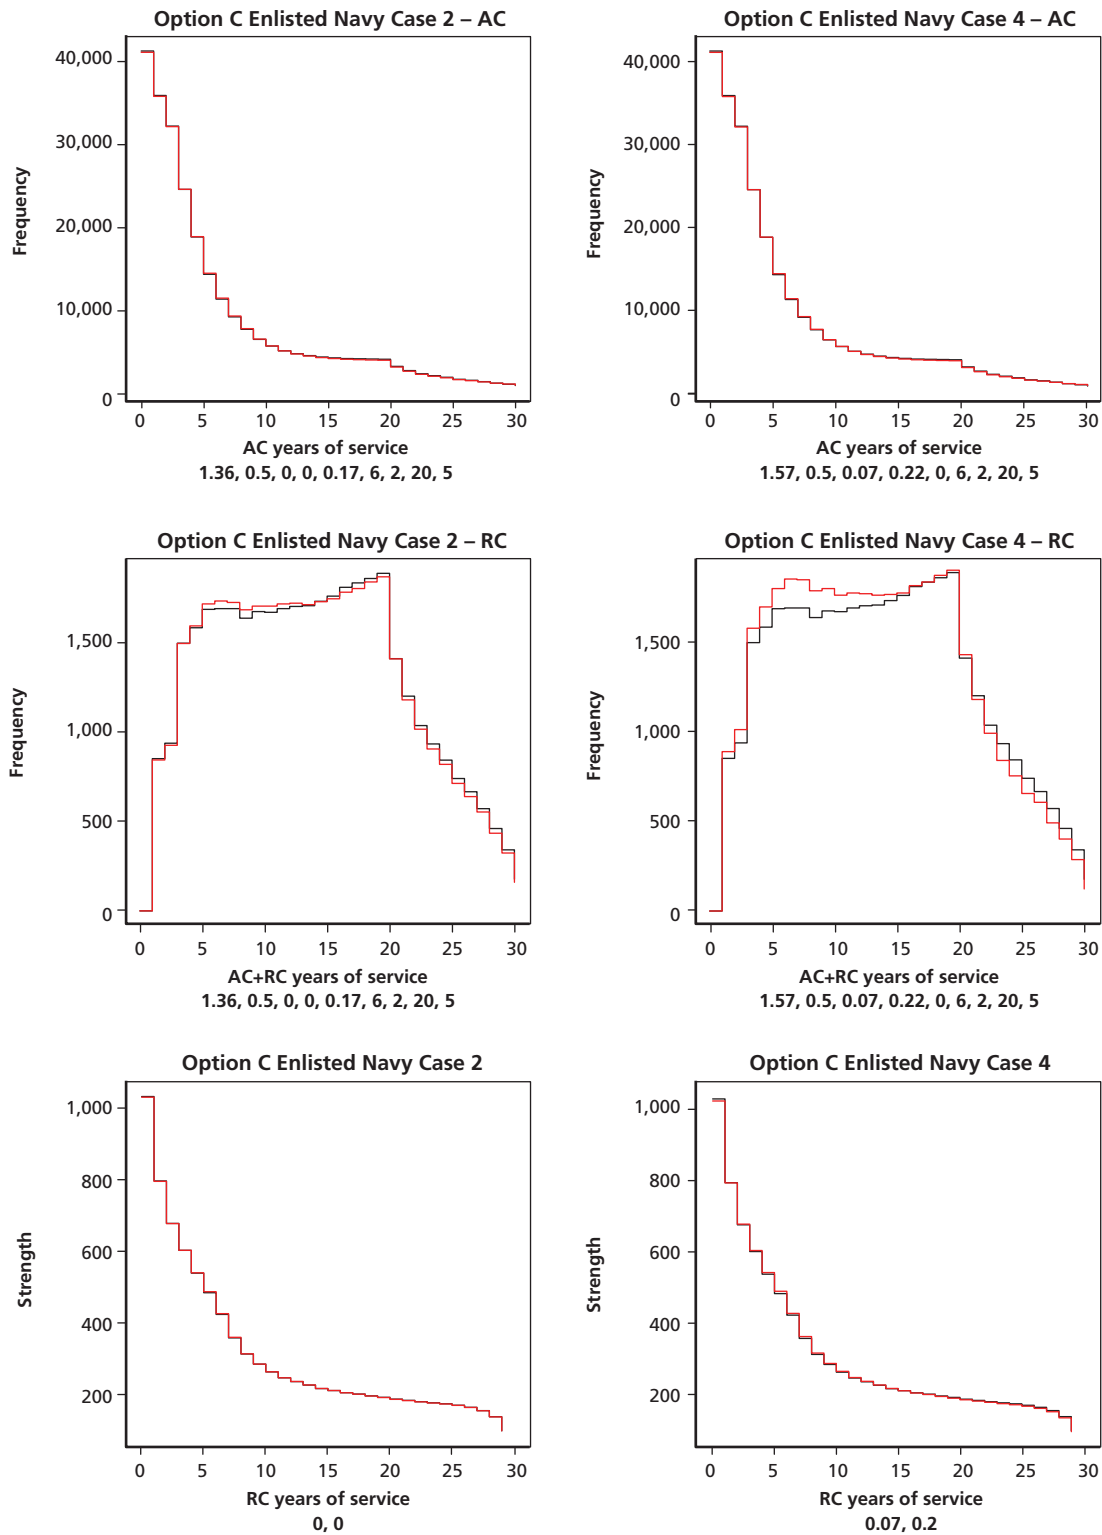 Option C Enlisted Navy Case 2 – AC
Frequency
40,000
30,000
20,000
10,000
0
0 5 10 15 20 25 30
AC years of service
1.36, 0.5, 0, 0, 0.17, 6, 2, 20, 5
Option C Enlisted Navy Case 4 – AC
Frequency
40,000
30,000
20,000
10,000
0
0 5 10 15 20 25 30
AC years of service
1.57, 0.5, 0.07, 0.22, 0, 6, 2, 20, 5
Option C Enlisted Navy Case 2 – RC
Frequency
1,500
1,000
500
0
0 5 10 15 20 25 30
AC+RC years of service
1.36, 0.5, 0, 0, 0.17, 6, 2, 20, 5
Option C Enlisted Navy Case 4 – RC
Frequency
1,500
1,000
500
0
0 5 10 15 20 25 30
AC+RC years of service
1.57, 0.5, 0.07, 0.22, 0, 6, 2, 20, 5
Option C Enlisted Navy Case 2
Strength
1,000
800
600
400
200
0 5 10 15 20 25 30
RC years of service
0, 0
Option C Enlisted Navy Case 4
Strength
1,000
800
600
400
200
0 5 10 15 20 25 30
RC years of service
0.07, 0.2